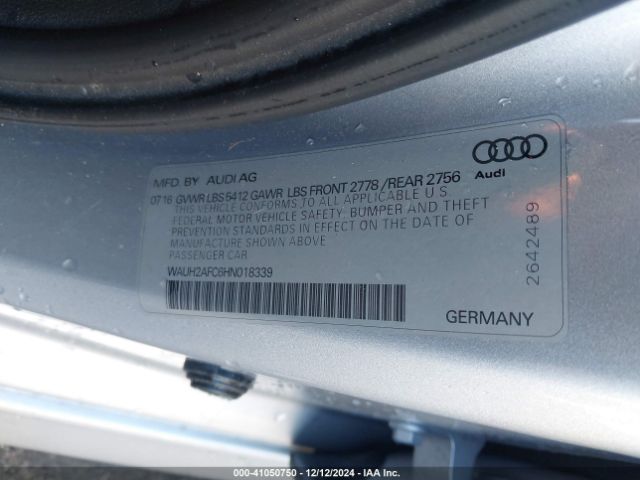 MFD. BY AUDI AG
Audi
07 16 GVWR LBS 5412 GAWR LBS FRONT 2778 / REAR 2756
THIS VEHICLE CONFORMS TO ALL APPLICABLE U S
FEDERAL MOTOR VEHICLE SAFETY, BUMPER AND THEFT
PREVENTION STANDARDS IN EFFECT ON THE DATE OF
MANUFACTURE SHOWN ABOVE
PASSENGER CAR
WAUH2AFC6HN018339
2642489
GERMANY
000-41050750 - 12/12/2024 - IAA Inc.